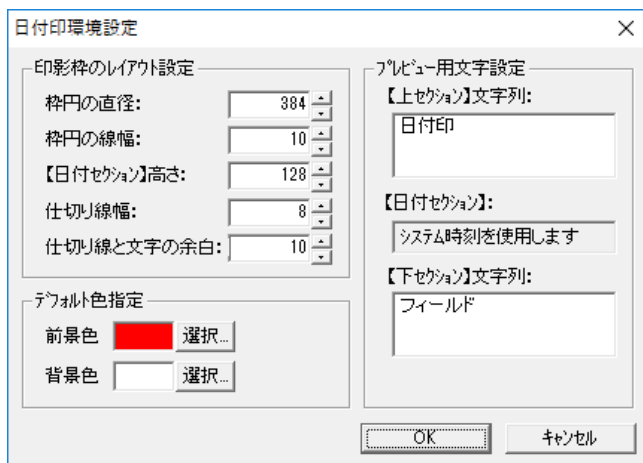 日付印環境設定
印影枠のレイアウト設定
枠円の直径: 384
枠円の線幅: 10
【日付ｾｸｼｮﾝ】高さ: 128
仕切り線幅: 8
仕切り線と文字の余白: 10
ﾃﾞﾌｫﾙﾄ色指定
前景色 選択...
背景色 選択...
ﾌﾟﾚﾋﾞｭｰ用文字設定
【上ｾｸｼｮﾝ】文字列:
日付印
【日付ｾｸｼｮﾝ】:
ｼｽﾃﾑ時刻を使用します
【下ｾｸｼｮﾝ】文字列:
フィールド
OK
ｷｬﾝｾﾙ